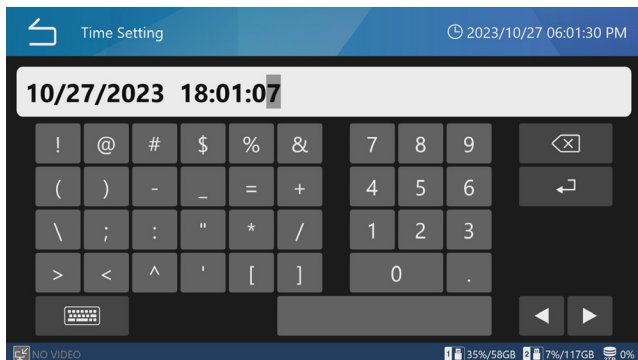 Time Setting 2023/10/27 06:01:30 PM
10/27/2023 18:01:07
! @ # $ % & 7 8 9
( ) - _ = + 4 5 6
\ ; : " * / 1 2 3
> < ^ ' [ ] 0 .
NO VIDEO 1 35%/58GB 2 7%/117GB 1TB 0%